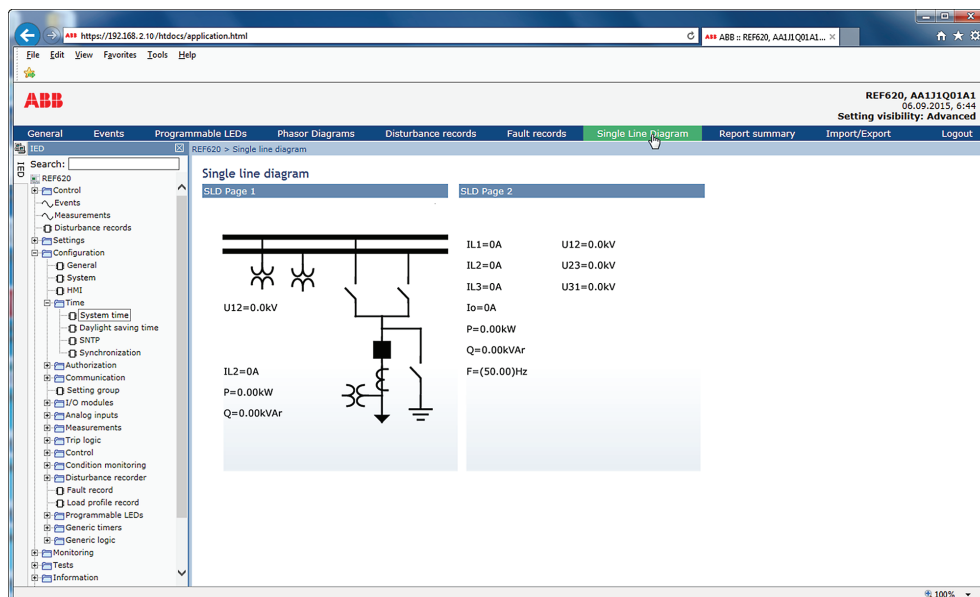 ABB https://192.168.2.10/htdocs/application.html
ABB ABB :: REF620, AA1J1Q01A1...
File Edit View Favorites Tools Help
ABB
REF620, AA1J1Q01A1
06.09.2015, 6:44
Setting visibility: Advanced
General Events Programmable LEDs Phasor Diagrams Disturbance records Fault records Single Line Diagram Report summary Import/Export Logout
IED
IED
REF620 > Single line diagram
Search:
REF620
Control
Events
Measurements
Disturbance records
Settings
Configuration
General
System
HMI
Time
System time
Daylight saving time
SNTP
Synchronization
Authorization
Communication
Setting group
I/O modules
Analog inputs
Measurements
Trip logic
Control
Condition monitoring
Disturbance recorder
Fault record
Load profile record
Programmable LEDs
Generic timers
Generic logic
Monitoring
Tests
Information
Single line diagram
SLD Page 1
U12=0.0kV
IL2=0A
P=0.00kW
Q=0.00kVAr
SLD Page 2
IL1=0A U12=0.0kV
IL2=0A U23=0.0kV
IL3=0A U31=0.0kV
Io=0A
P=0.00kW
Q=0.00kVAr
F=(50.00)Hz
100%